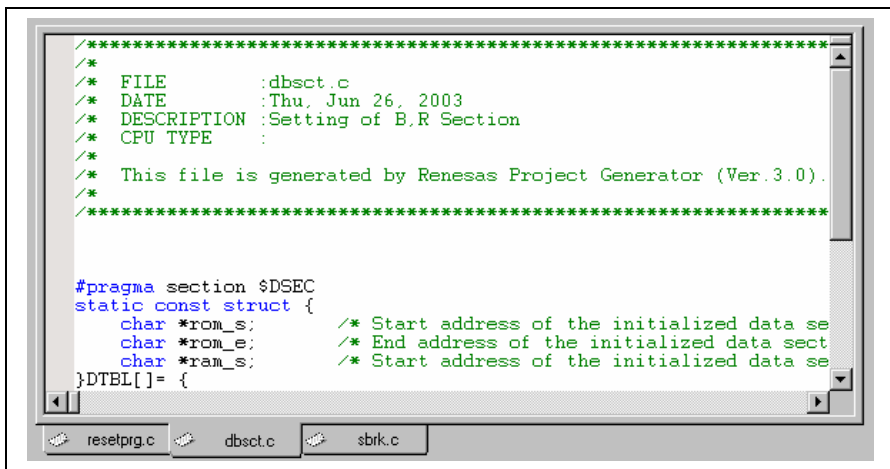 /*****************************************************************
/*
/*  FILE        :dbsct.c
/*  DATE        :Thu, Jun 26, 2003
/*  DESCRIPTION :Setting of B,R Section
/*  CPU TYPE    :
/*
/*  This file is generated by Renesas Project Generator (Ver.3.0).
/*
/*****************************************************************
#pragma section $DSEC
static const struct {
    char *rom_s;       /* Start address of the initialized data se
    char *rom_e;       /* End address of the initialized data sect
    char *ram_s;       /* Start address of the initialized data se
}DTBL[]= {
resetprg.c dbsct.c sbrk.c